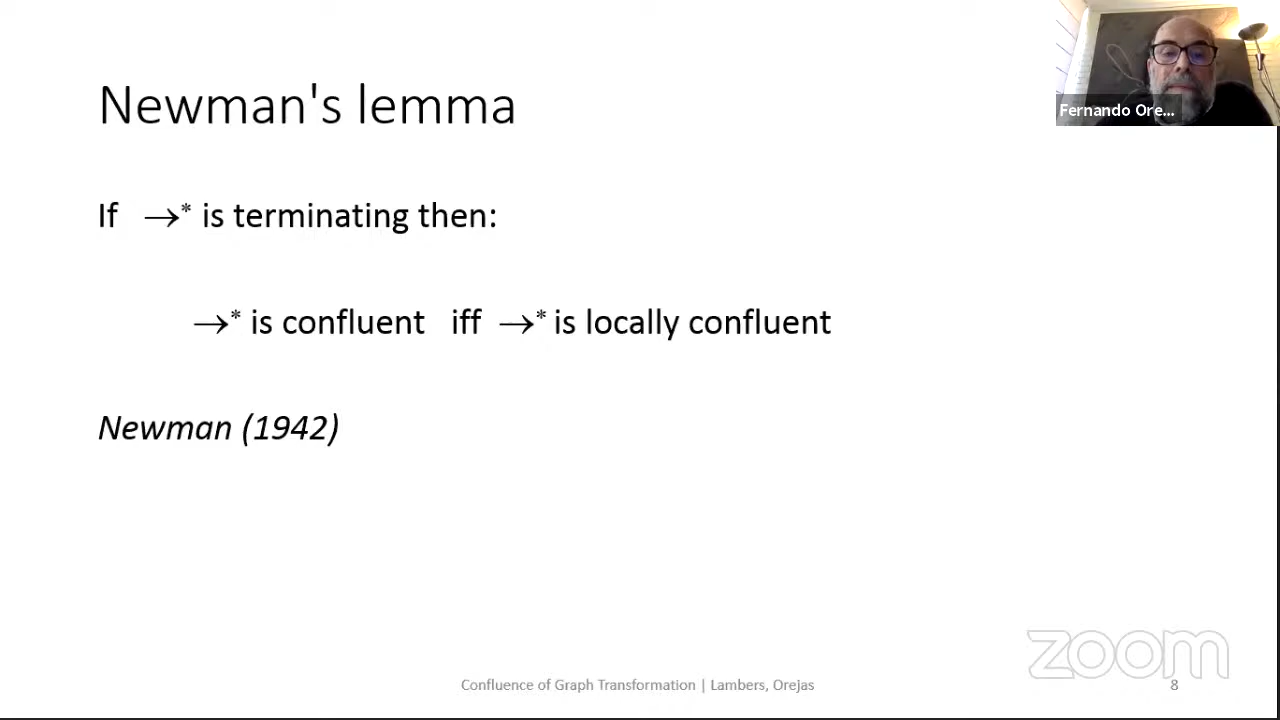 Newman's lemma
Fernando Ore...
If →* is terminating then:
→* is confluent iff →* is locally confluent
Newman (1942)
zoom
Confluence of Graph Transformation | Lambers, Orejas
8